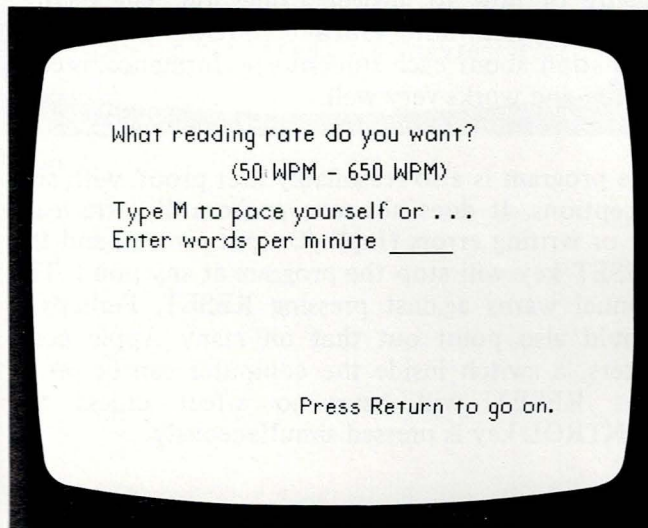 What reading rate do you want?
(50 WPM - 650 WPM)
Type M to pace yourself or ...
Enter words per minute ____
Press Return to go on.